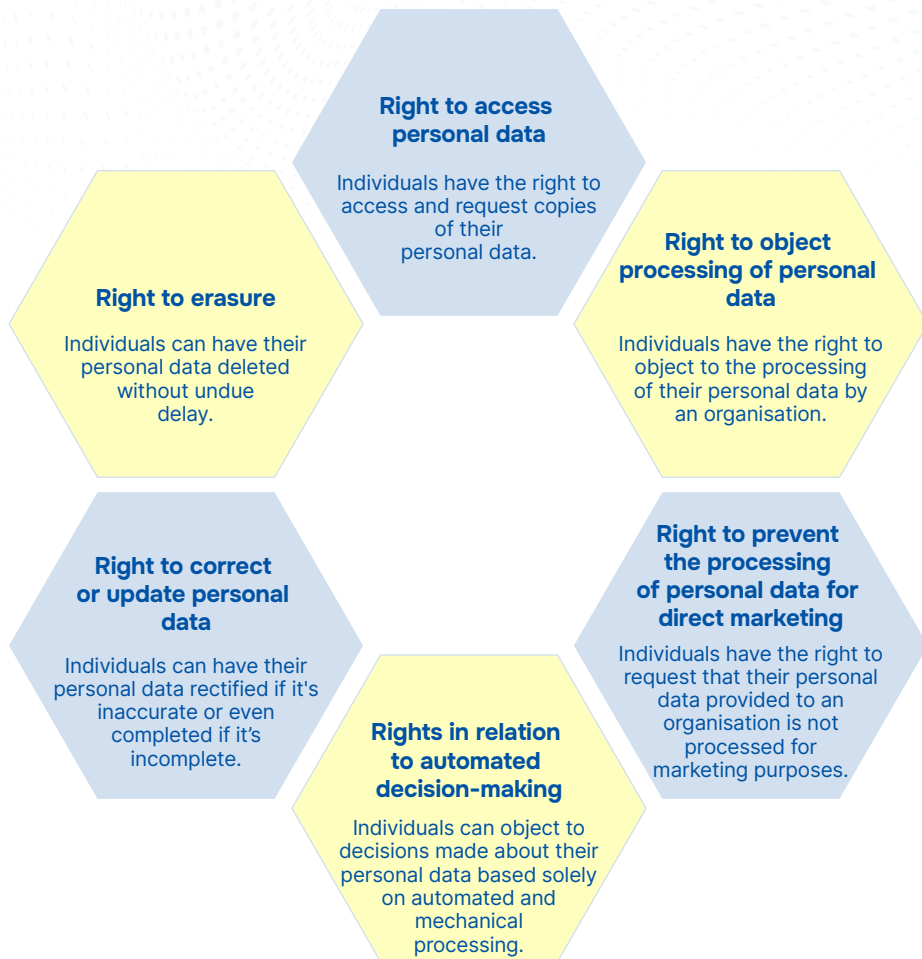 Right to access
personal data
Individuals have the right to
access and request copies
of their
personal data.
Right to object
processing of personal
data
Individuals have the right to
object to the processing
of their personal data by
an organisation.
Right to prevent
the processing
of personal data for
direct marketing
Individuals have the right to
request that their personal
data provided to an
organisation is not
processed for
marketing purposes.
Rights in relation
to automated
decision-making
Individuals can object to
decisions made about their
personal data based solely
on automated and
mechanical
processing.
Right to correct
or update personal
data
Individuals can have their
personal data rectified if it's
inaccurate or even
completed if it’s
incomplete.
Right to erasure
Individuals can have their
personal data deleted
without undue
delay.